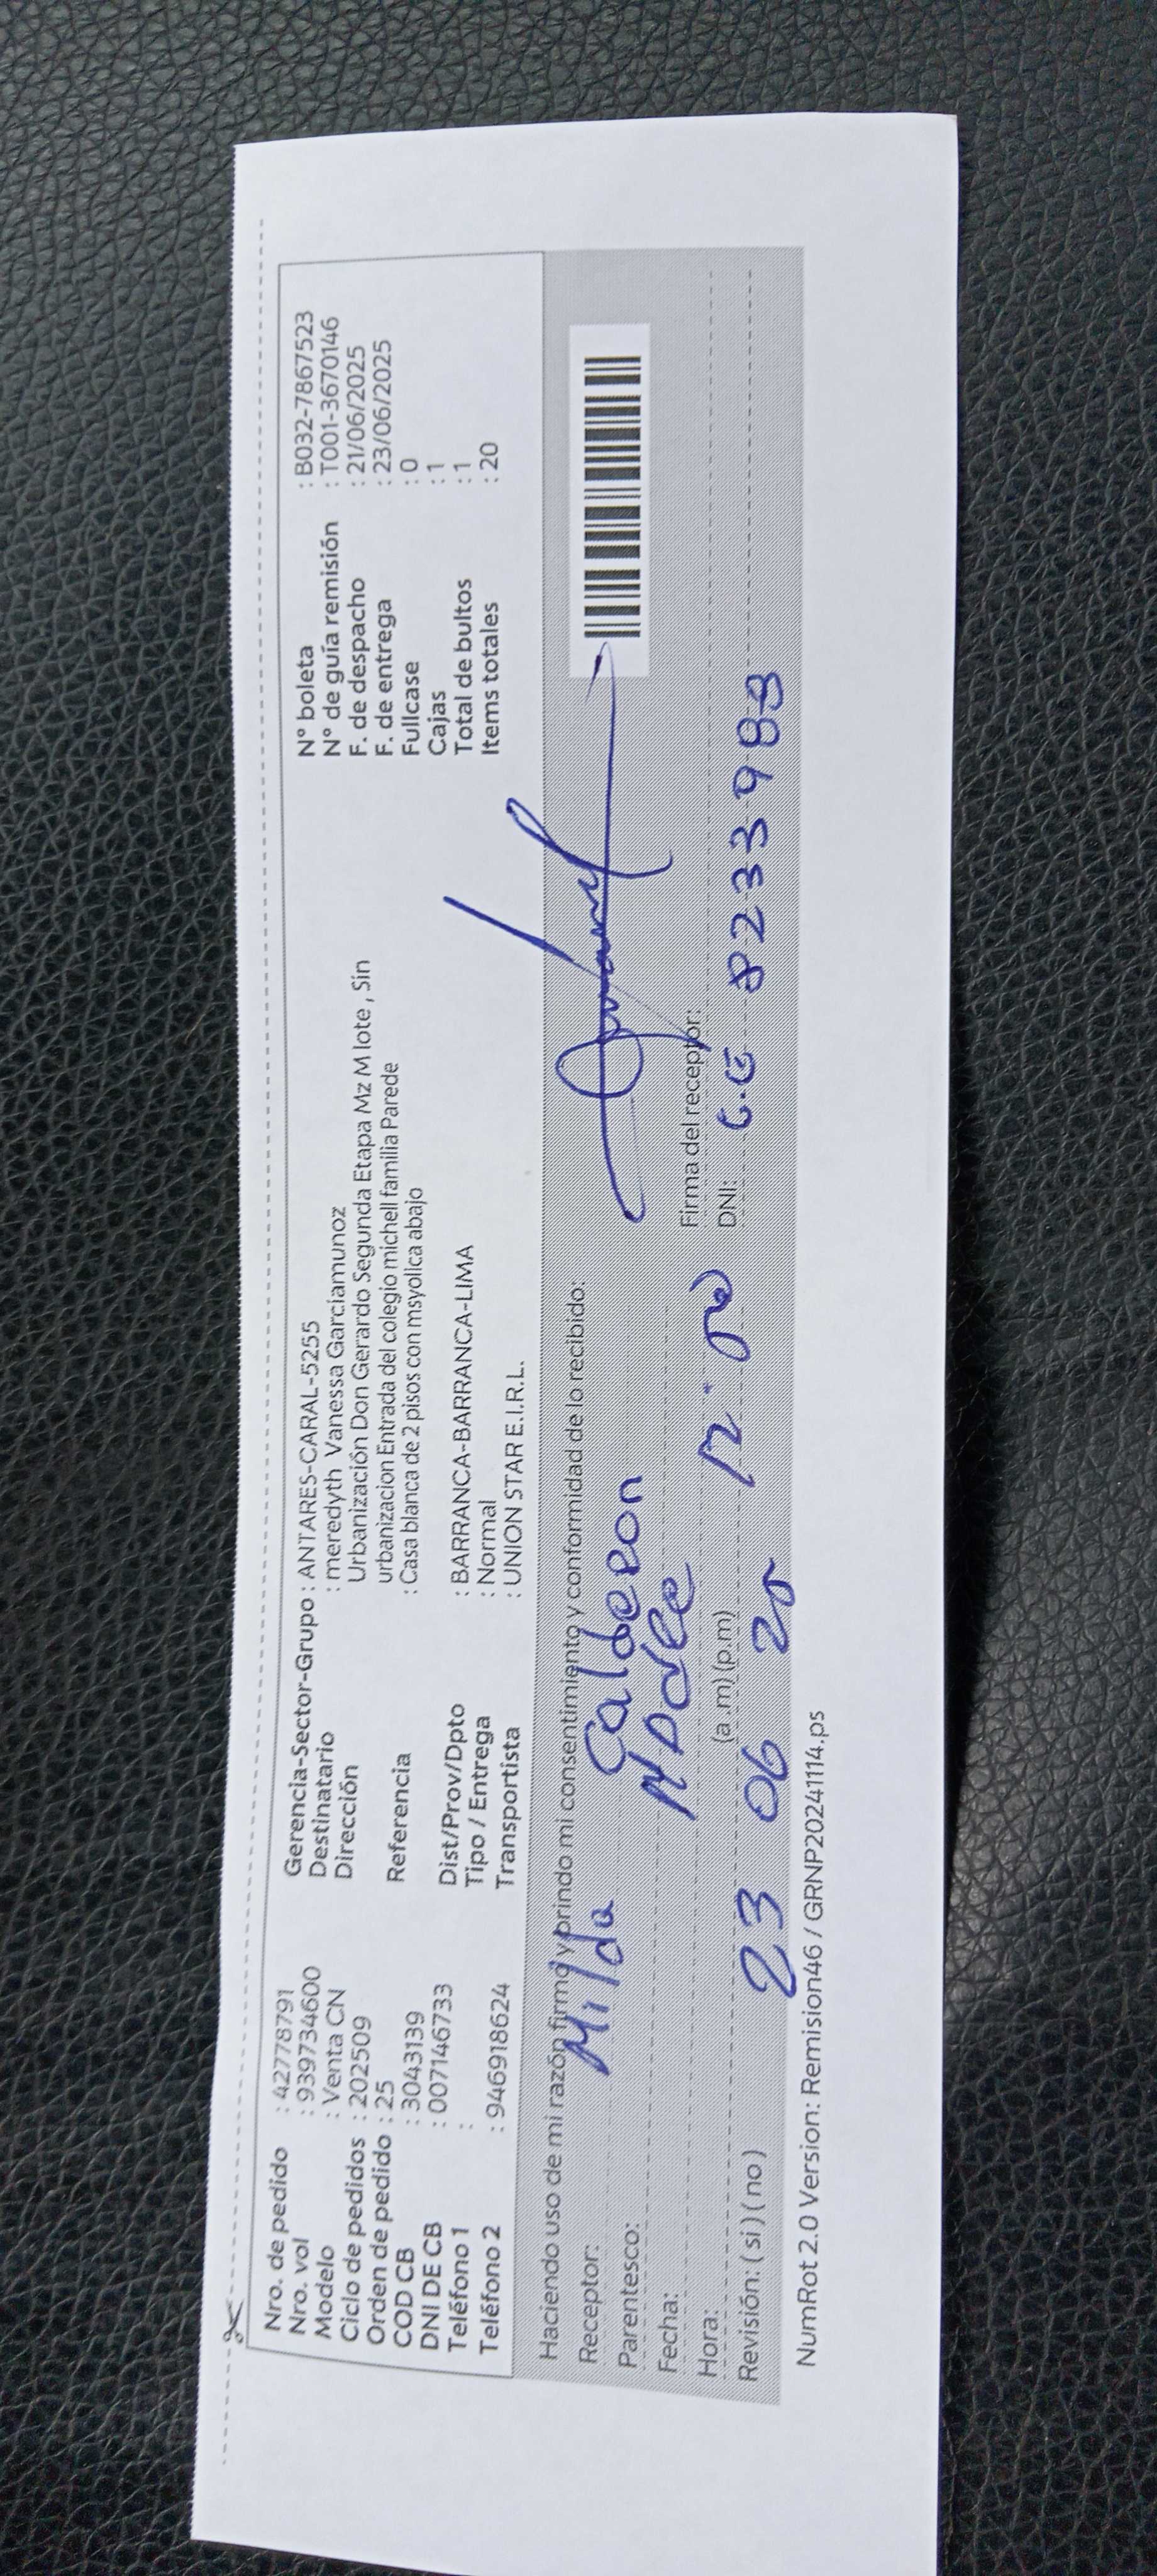 Nro. de pedido : 42778791
Nro. vol : 939734600
Modelo : Venta CN
Ciclo de pedidos : 202509
Orden de pedido : 25
COD CB : 3043139
DNI DE CB : 007146733
Teléfono 1 :
Teléfono 2 : 946918624
Gerencia-Sector-Grupo : ANTARES-CARAL-5255
Destinatario : meredyth Vanessa Garciamunoz
Dirección Urbanización Don Gerardo Segunda Etapa Mz M lote , Sin
urbanizacion Entrada del colegio michell familia Parede
Referencia : Casa blanca de 2 pisos con msyolica abajo
Dist/Prov/Dpto : BARRANCA-BARRANCA-LIMA
Tipo / Entrega : Normal
Transportista : UNION STAR E.I.R.L.
N° boleta : B032-7867523
N° de guía remisión : T001-3670146
F. de despacho : 21/06/2025
F. de entrega : 23/06/2025
Fullcase : 0
Cajas : 1
Total de bultos : 1
Items totales : 20
Haciendo uso de mi razón firmo y brindo mi consentimiento y conformidad de lo recibido:
Receptor: Milda Calderon
Parentesco:
Fecha:
Hora: (a .m) (p.m) 12:00
Revisión: ( si ) ( no ) 23 06 25
Firma del receptor:
DNI: C.E 8233988
NumRot 2.0 Version: Remision46 / GRNP20241114.ps